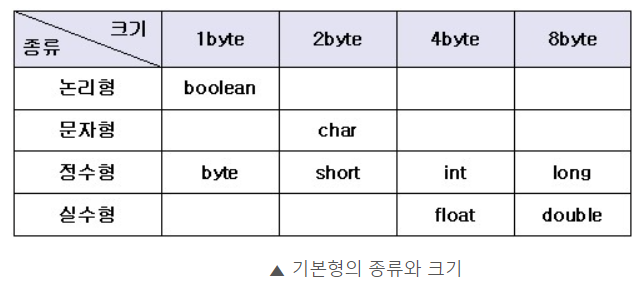 크기
종류 1byte 2byte 4byte 8byte
논리형 boolean
문자형 char
정수형 byte short int long
실수형 float double
▲ 기본형의 종류와 크기